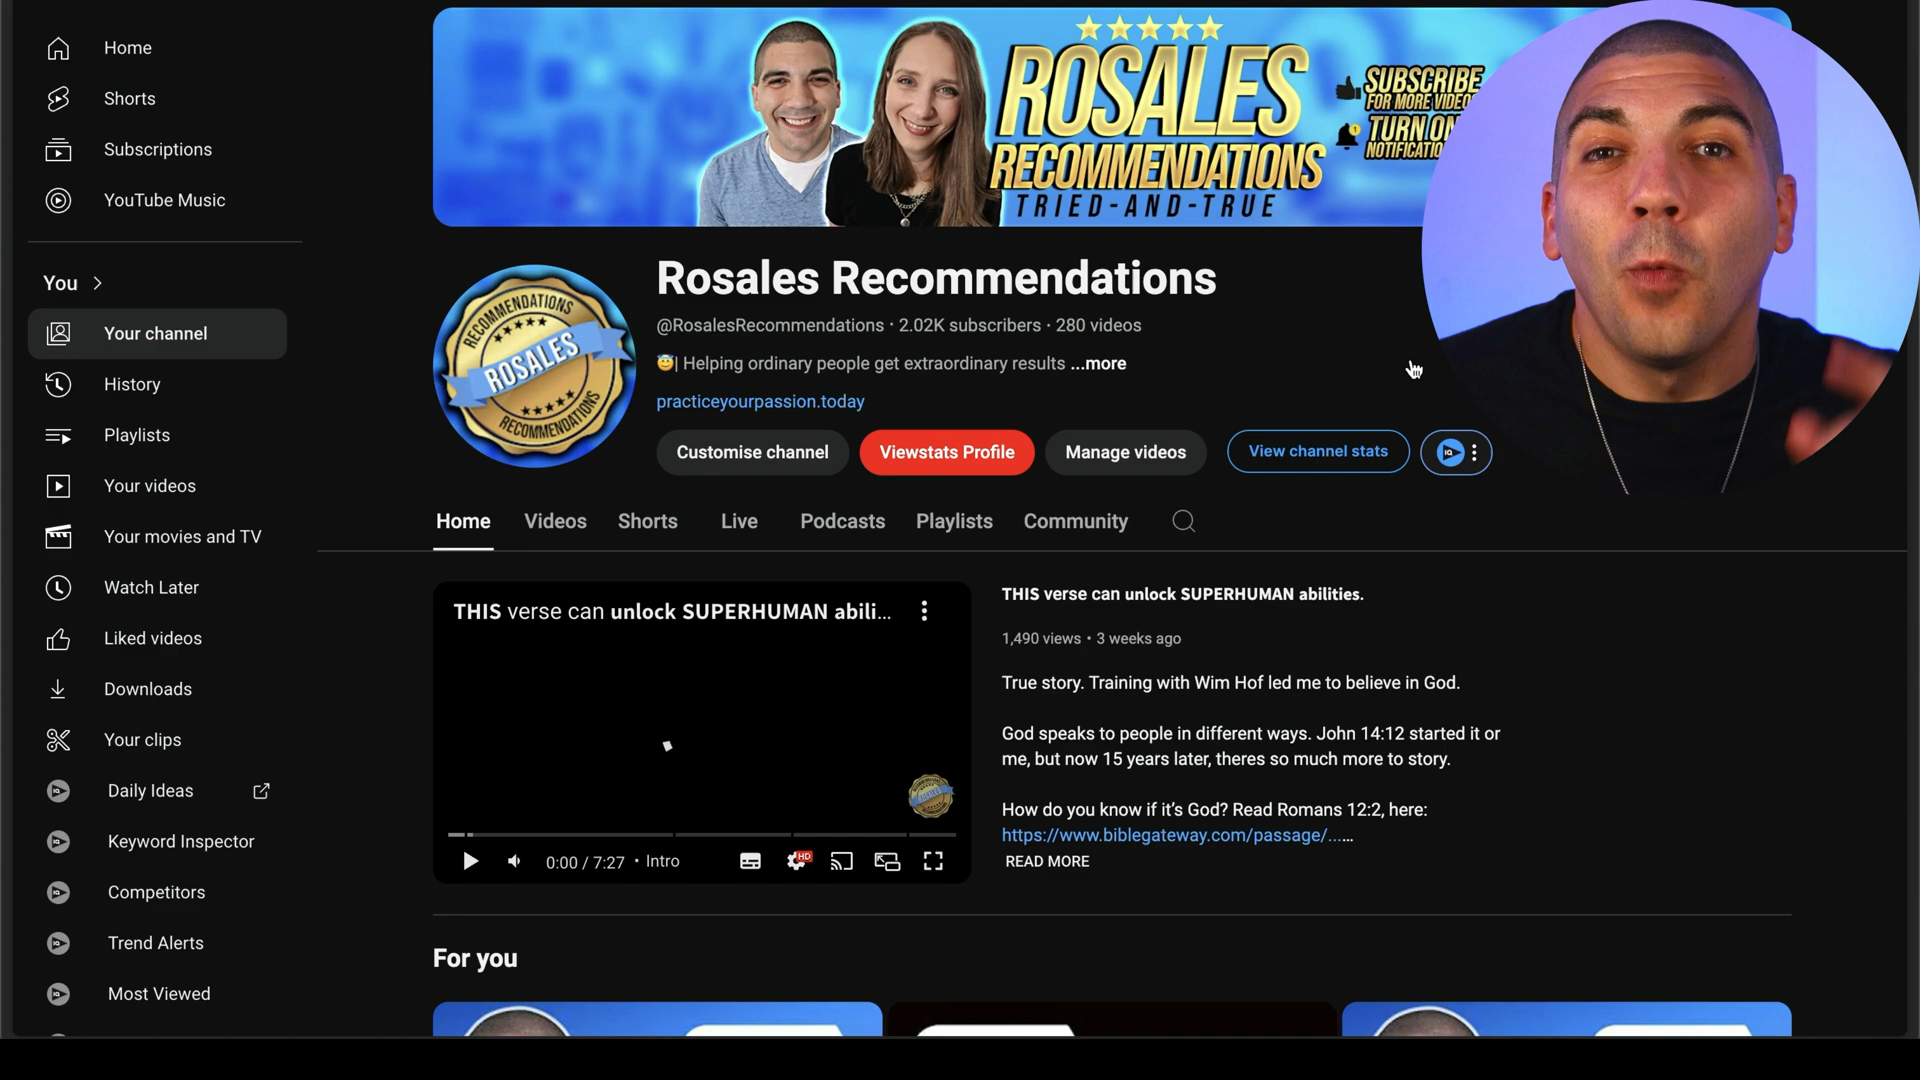 Home
Shorts
Subscriptions
YouTube Music
You
Your channel
History
Playlists
Your videos
Your movies and TV
Watch Later
Liked videos
Downloads
Your clips
Daily Ideas
Keyword Inspector
Competitors
Trend Alerts
Most Viewed
ROSALES
RECOMMENDATIONS
TRIED-AND-TRUE
SUBSCRIBE
FOR MORE
TURN ON
RECOMMENDATIONS
ROSALES
RECOMMENDATIONS
Rosales Recommendations
@RosalesRecommendations · 2.02K subscribers · 280 videos
😇| Helping ordinary people get extraordinary results ...more
practiceyourpassion.today
Customise channel
Viewstats Profile
Manage videos
View channel stats
IQ
Home
Videos
Shorts
Live
Podcasts
Playlists
Community
THIS verse can unlock SUPERHUMAN abili...
ROSALES
0:00 / 7:27 • Intro
HD
THIS verse can unlock SUPERHUMAN abilities.
1,490 views • 3 weeks ago
True story. Training with Wim Hof led me to believe in God.
God speaks to people in different ways. John 14:12 started it or
me, but now 15 years later, theres so much more to story.
How do you know if it's God? Read Romans 12:2, here:
https://www.biblegateway.com/passage/......
READ MORE
For you